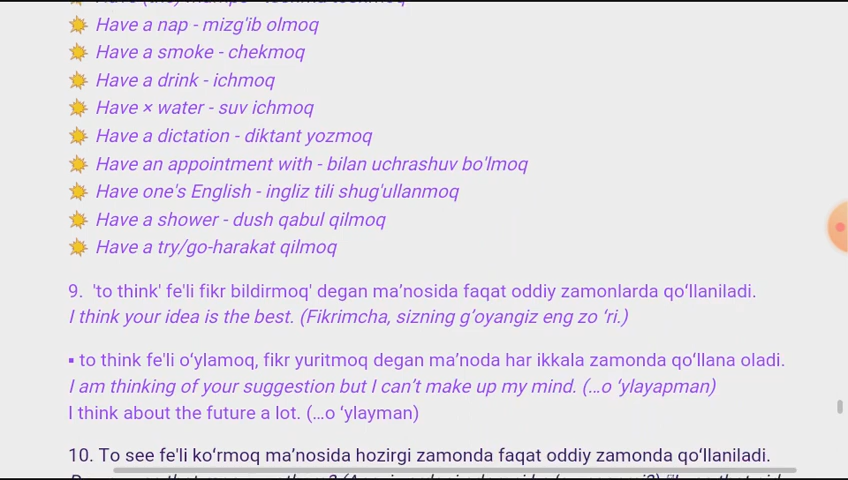 Have a nap - mizg'ib olmoq
Have a smoke - chekmoq
Have a drink - ichmoq
Have × water - suv ichmoq
Have a dictation - diktant yozmoq
Have an appointment with - bilan uchrashuv bo'lmoq
Have one's English - ingliz tili shug'ullanmoq
Have a shower - dush qabul qilmoq
Have a try/go-harakat qilmoq
9.  'to think' fe'li fikr bildirmoq' degan ma’nosida faqat oddiy zamonlarda qo‘llaniladi.
I think your idea is the best. (Fikrimcha, sizning g‘oyangiz eng zo ‘ri.)
▪ to think fe'li o‘ylamoq, fikr yuritmoq degan ma’noda har ikkala zamonda qo‘llana oladi.
I am thinking of your suggestion but I can’t make up my mind. (…o ‘ylayapman)
I think about the future a lot. (…o ‘ylayman)
10. To see fe'li ko‘rmoq ma’nosida hozirgi zamonda faqat oddiy zamonda qo‘llaniladi.